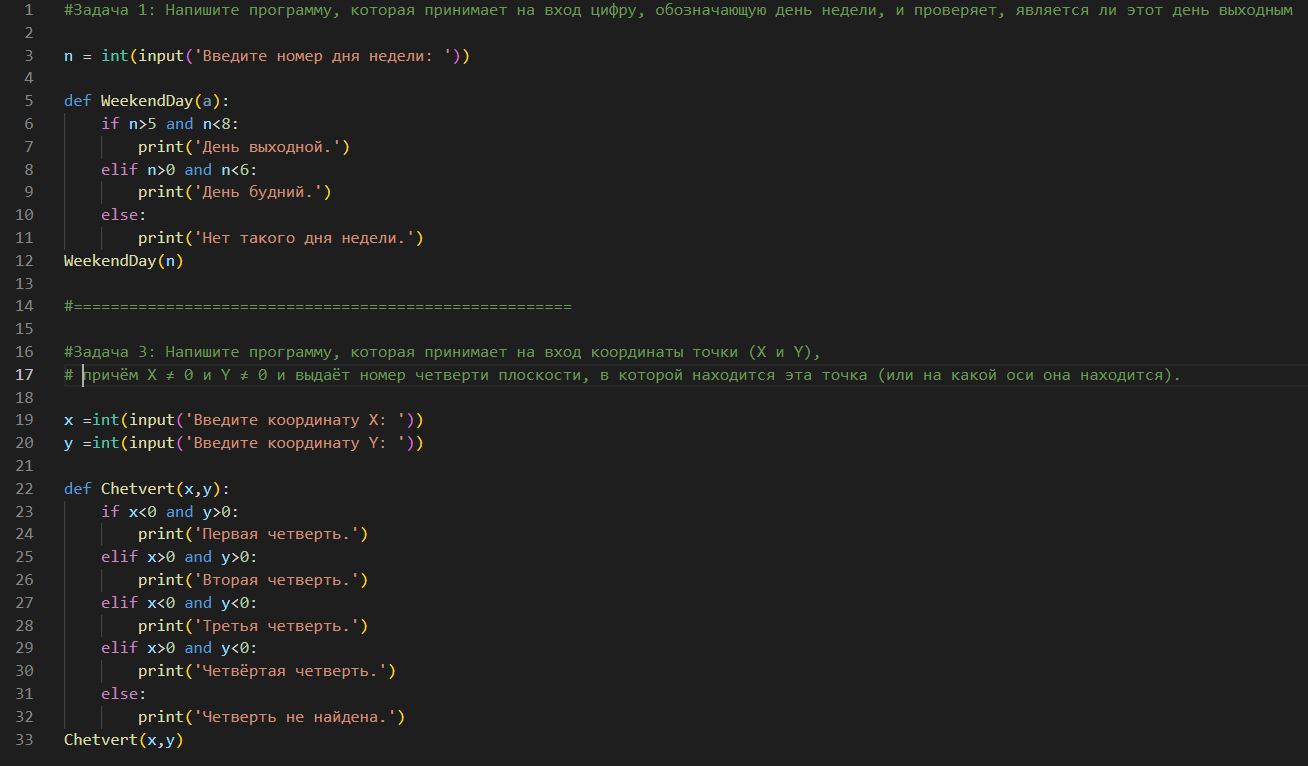 1 #Задача 1: Напишите программу, которая принимает на вход цифру, обозначающую день недели, и проверяет, является ли этот день выходным
2
3 n = int(input('Введите номер дня недели: '))
4
5 def WeekendDay(a):
6     if n>5 and n<8:
7         print('День выходной.')
8     elif n>0 and n<6:
9         print('День будний.')
10     else:
11         print('Нет такого дня недели.')
12 WeekendDay(n)
13
14 #======================================================
15
16 #Задача 3: Напишите программу, которая принимает на вход координаты точки (X и Y),
17 # причём X ≠ 0 и Y ≠ 0 и выдаёт номер четверти плоскости, в которой находится эта точка (или на какой оси она находится).
18
19 x =int(input('Введите координату X: '))
20 y =int(input('Введите координату Y: '))
21
22 def Chetvert(x,y):
23     if x<0 and y>0:
24         print('Первая четверть.')
25     elif x>0 and y>0:
26         print('Вторая четверть.')
27     elif x<0 and y<0:
28         print('Третья четверть.')
29     elif x>0 and y<0:
30         print('Четвёртая четверть.')
31     else:
32         print('Четверть не найдена.')
33 Chetvert(x,y)